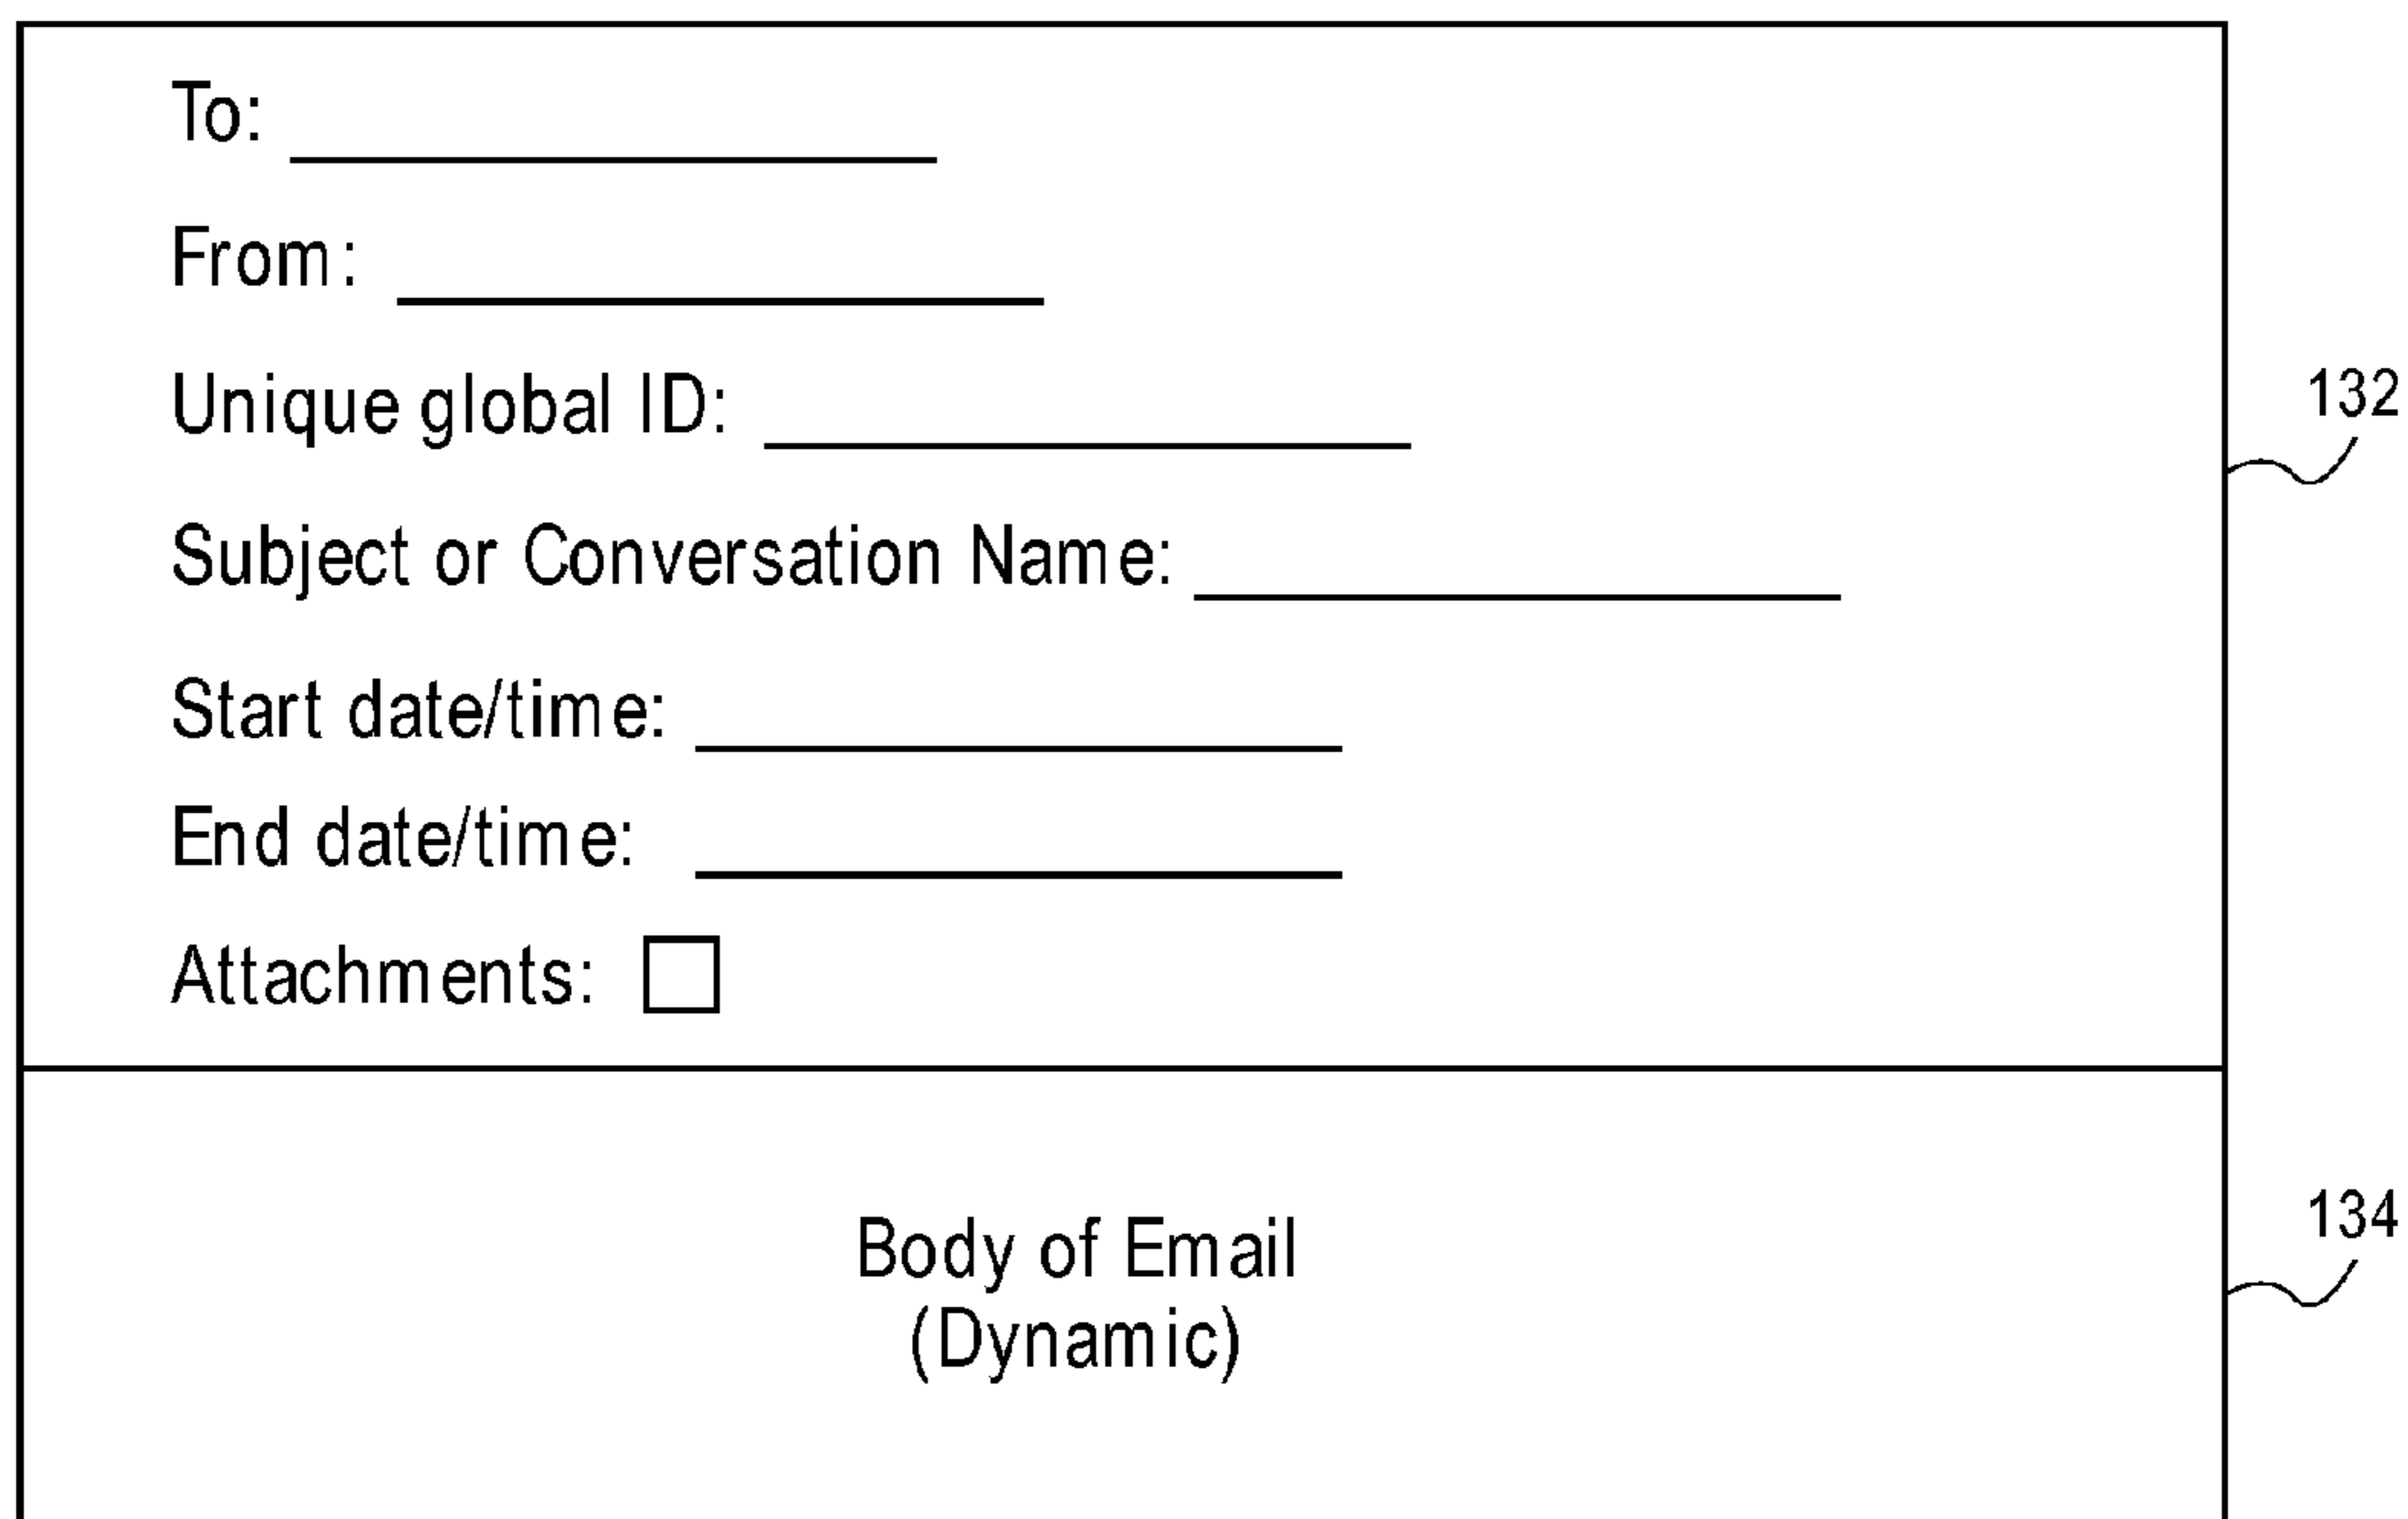 To:
From:
Unique global ID:
132
Subject or Conversation Name:
Start date/time:
End date/time:
Attachments:
134
Body of Email
(Dynamic)